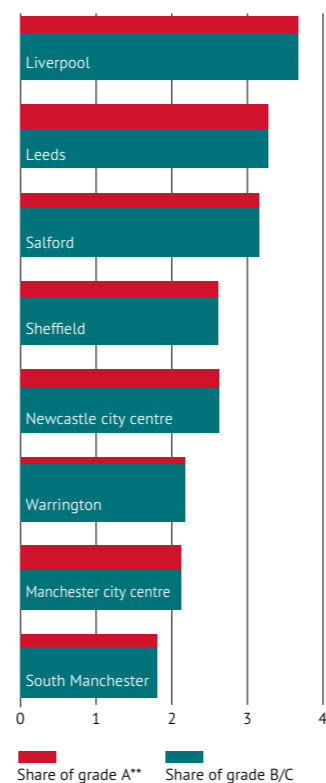 Liverpool
Leeds
Salford
Sheffield
Newcastle city centre
Warrington
Manchester city centre
South Manchester
0 1 2 3 4
Share of grade A** Share of grade B/C